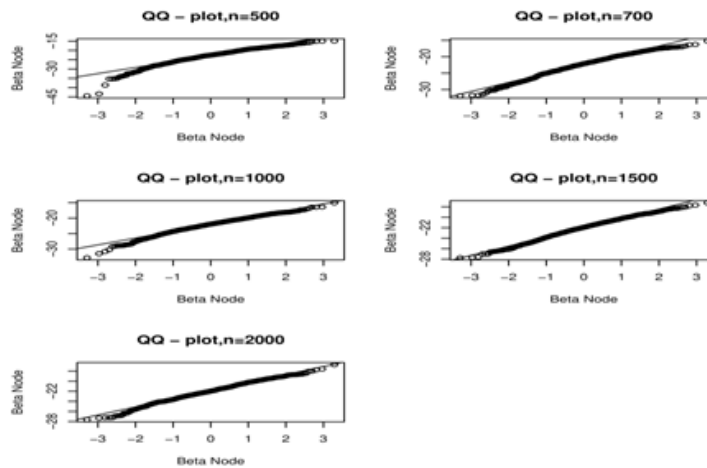 QQ − plot,n=500
Beta Node
−45 −30 −15
−3 −2 −1 0 1 2 3
Beta Node
QQ − plot,n=700
Beta Node
−30 −20
−3 −2 −1 0 1 2 3
Beta Node
QQ − plot,n=1000
Beta Node
−30 −20
−3 −2 −1 0 1 2 3
Beta Node
QQ − plot,n=1500
Beta Node
−28 −22
−3 −2 −1 0 1 2 3
Beta Node
QQ − plot,n=2000
Beta Node
−28 −22
−3 −2 −1 0 1 2 3
Beta Node